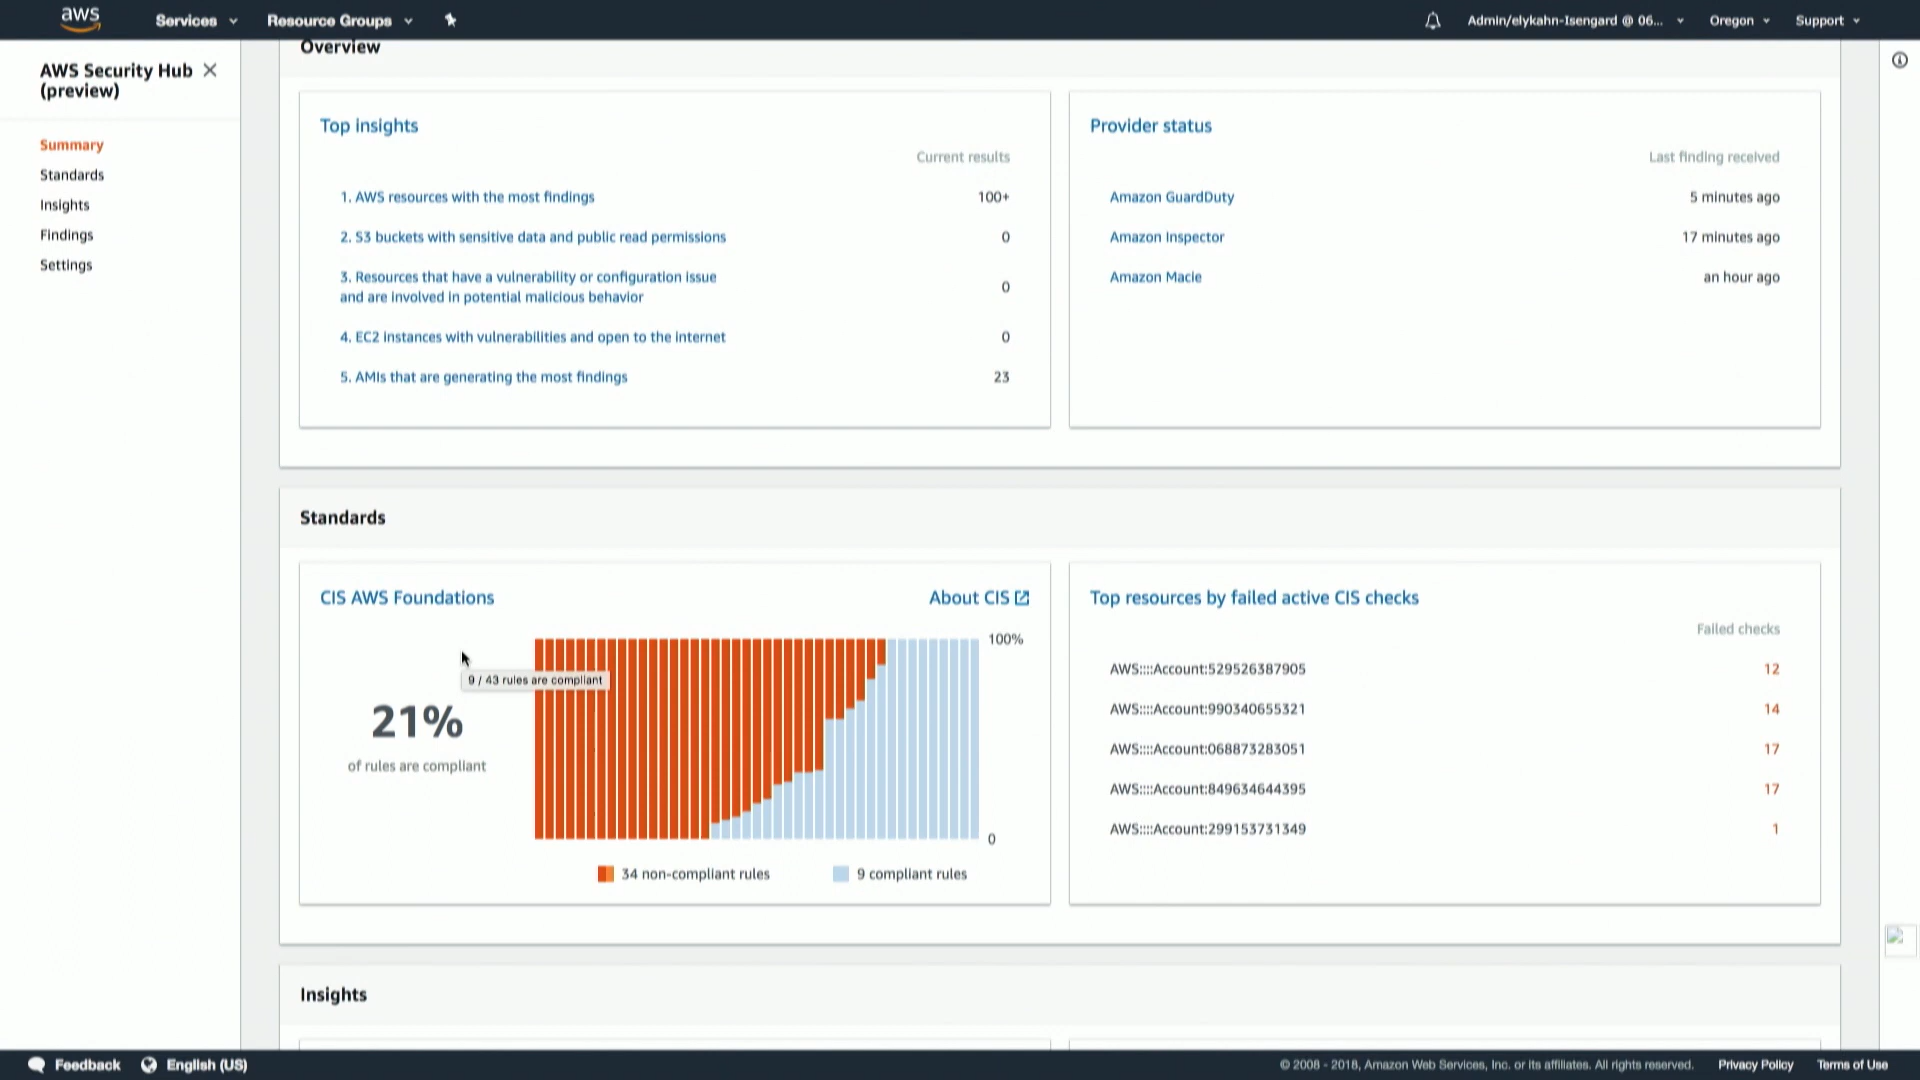 aws
Services
Resource Groups
Admin/elykahn-Isengard @ 06...
Oregon
Support
AWS Security Hub
(preview)
Summary
Standards
Insights
Findings
Settings
Overview
Top insights
Current results
1. AWS resources with the most findings
100+
2. S3 buckets with sensitive data and public read permissions
0
3. Resources that have a vulnerability or configuration issue
and are involved in potential malicious behavior
0
4. EC2 instances with vulnerabilities and open to the internet
0
5. AMIs that are generating the most findings
23
Provider status
Last finding received
Amazon GuardDuty
5 minutes ago
Amazon Inspector
17 minutes ago
Amazon Macie
an hour ago
Standards
CIS AWS Foundations
About CIS
100%
9 / 43 rules are compliant
21%
of rules are compliant
0
34 non-compliant rules
9 compliant rules
Top resources by failed active CIS checks
Failed checks
AWS::::Account:529526387905
12
AWS::::Account:990340655321
14
AWS::::Account:068873283051
17
AWS::::Account:849634644395
17
AWS::::Account:299153731349
1
Insights
Feedback
English (US)
© 2008 - 2018, Amazon Web Services, Inc. or its affiliates. All rights reserved.
Privacy Policy
Terms of Use